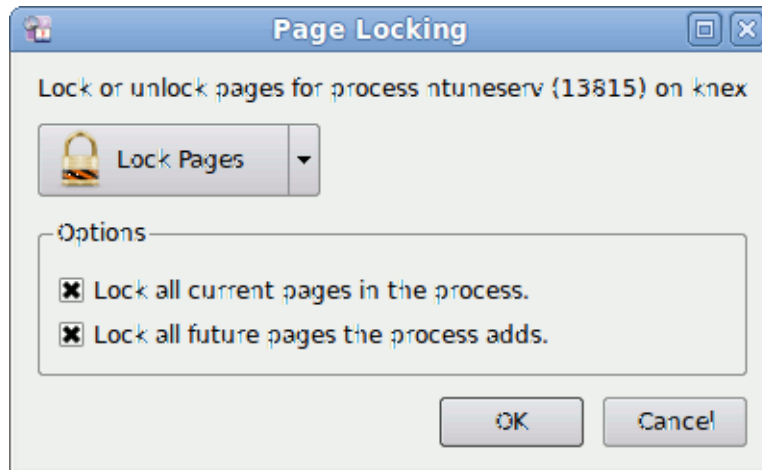 Page Locking
Lock or unlock pages for process ntuneserv (13815) on knex
Lock Pages
Options
Lock all current pages in the process.
Lock all future pages the process adds.
OK
Cancel